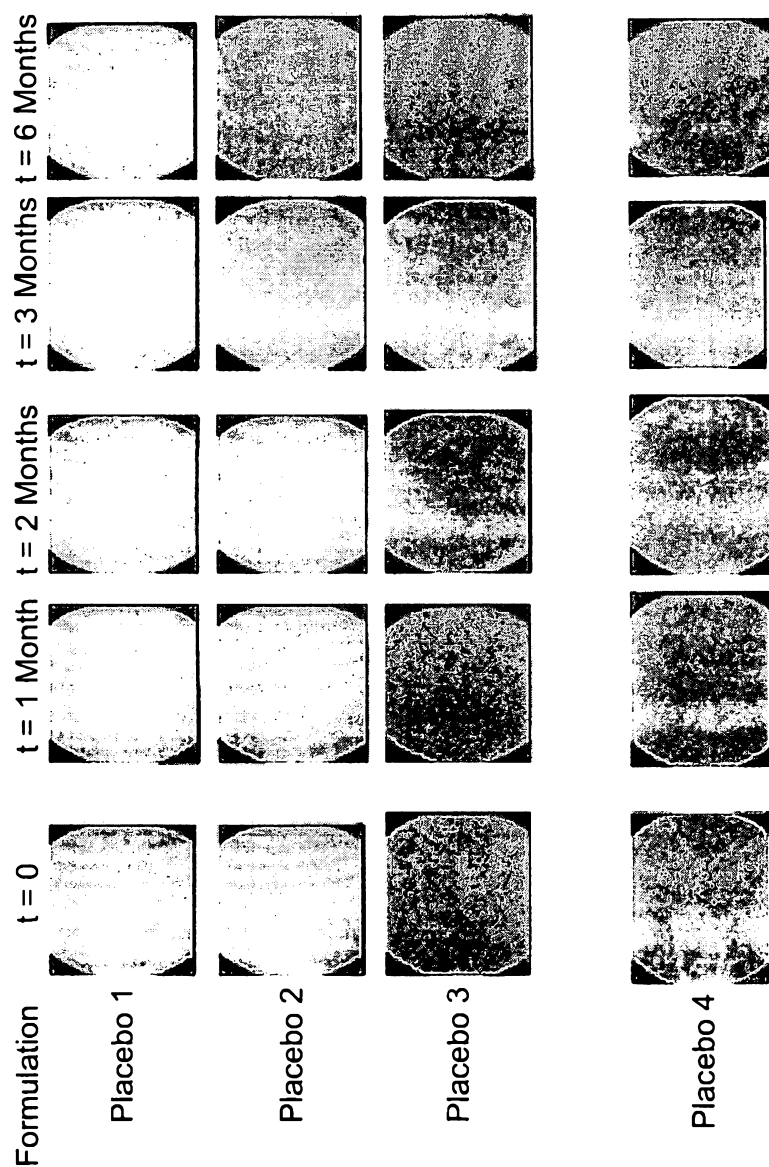 Formulation t = 0 t = 1 Month t = 2 Months t = 3 Months t = 6 Months
Placebo 1
Placebo 2
Placebo 3
Placebo 4